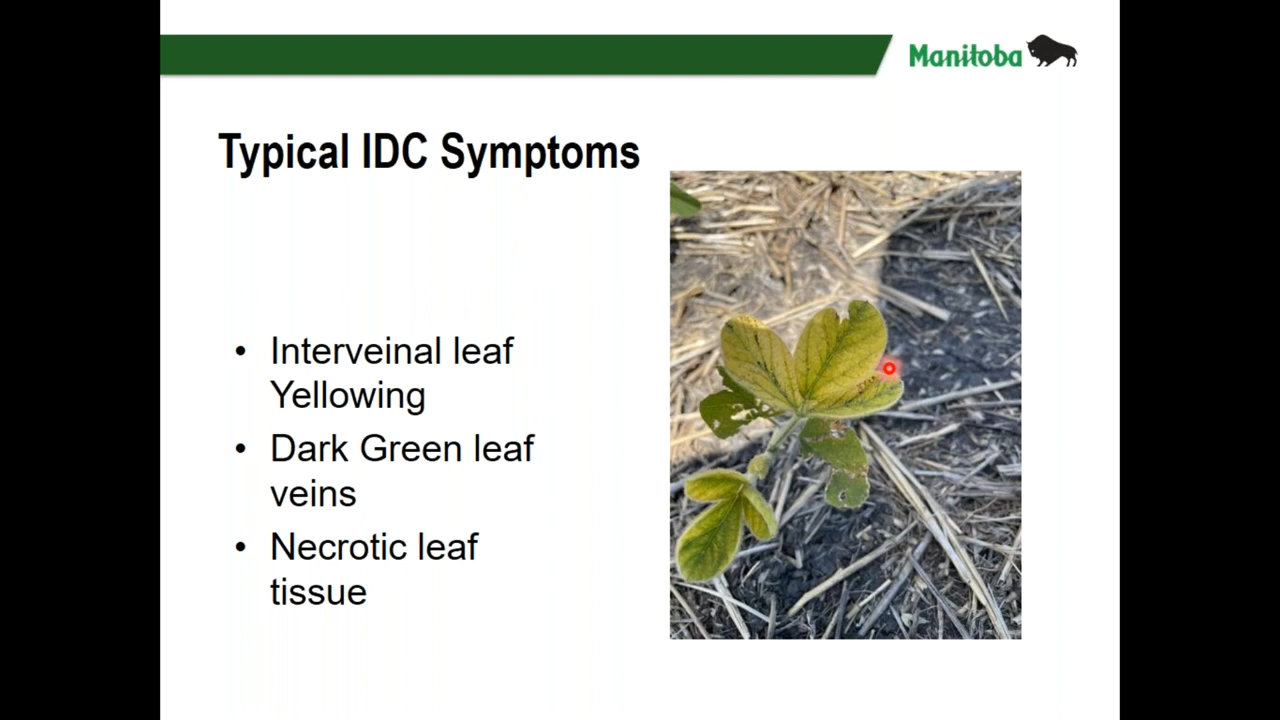 Manitoba
Typical IDC Symptoms
• Interveinal leaf
Yellowing
• Dark Green leaf
veins
• Necrotic leaf
tissue